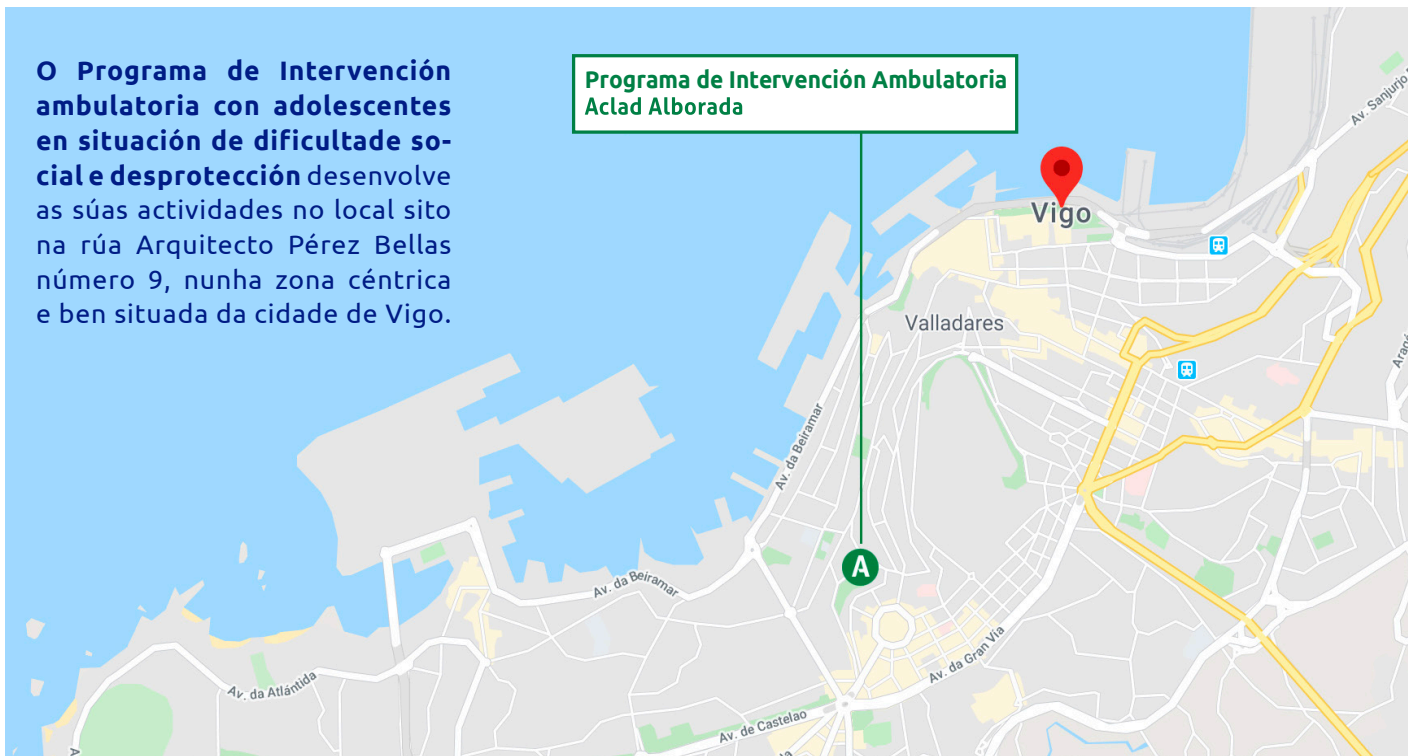 O Programa de Intervención
ambulatoria con adolescentes
en situación de dificultade so-
cial e desprotección desenvolve
as súas actividades no local sito
na rúa Arquitecto Pérez Bellas
número 9, nunha zona céntrica
e ben situada da cidade de Vigo.
Programa de Intervención Ambulatoria
Aclad Alborada
Av. Sanjurjo
Vigo
Valladares
Aragó
Av. da Beiramar
A
Av. da Beiramar
Av. da Gran Vía
Av. da Atlántida
Av. de Castelao